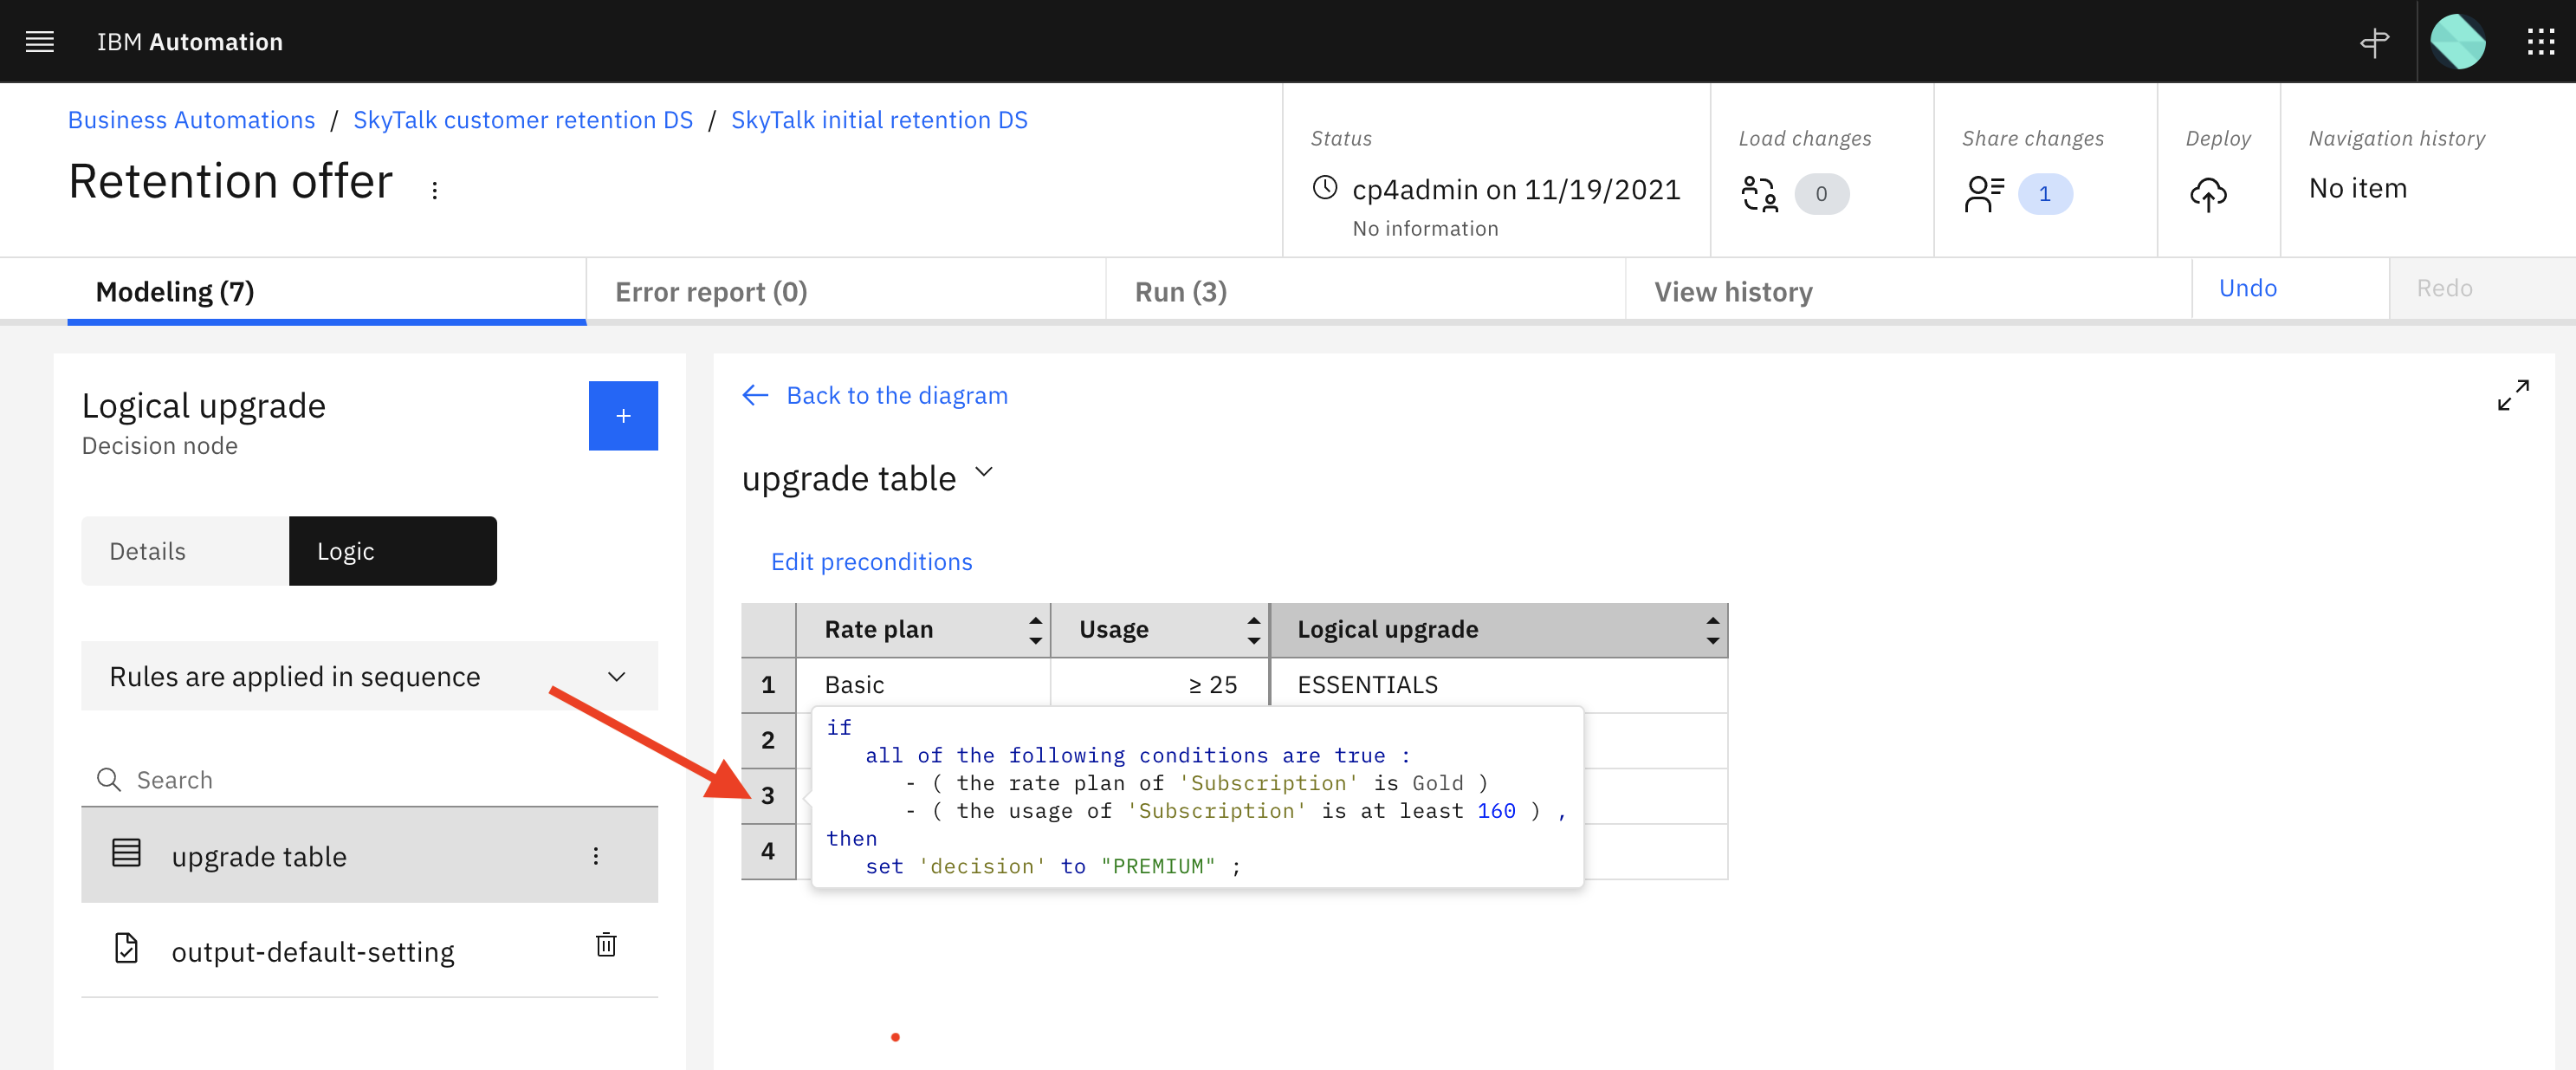 IBM Automation
Business Automations / SkyTalk customer retention DS / SkyTalk initial retention DS
Retention offer
Status
cp4admin on 11/19/2021
No information
Load changes
0
Share changes
1
Deploy
Navigation history
No item
Modeling (7)
Error report (0)
Run (3)
View history
Undo
Redo
Logical upgrade
Decision node
+
Details
Logic
Rules are applied in sequence
Search
upgrade table
output-default-setting
Back to the diagram
upgrade table
Edit preconditions
Rate plan Usage Logical upgrade
1 Basic ≥ 25 ESSENTIALS
2
3
4
if
all of the following conditions are true :
- ( the rate plan of 'Subscription' is Gold )
- ( the usage of 'Subscription' is at least 160 ) ,
then
set 'decision' to "PREMIUM" ;